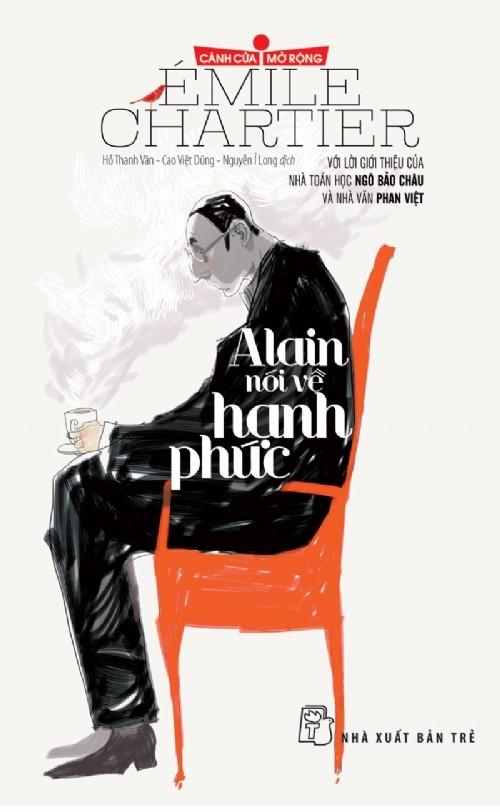 CÁNH CỬA MỞ RỘNG
ÉMILE
CHARTIER
Hồ Thanh Vân - Cao Việt Dũng - Nguyễn Ỉ Long dịch
VỚI LỜI GIỚI THIỆU CỦA
NHÀ TOÁN HỌC NGÔ BẢO CHÂU
VÀ NHÀ VĂN PHAN VIỆT
Alain
nói về
hạnh
phúc
NHÀ XUẤT BẢN TRẺ